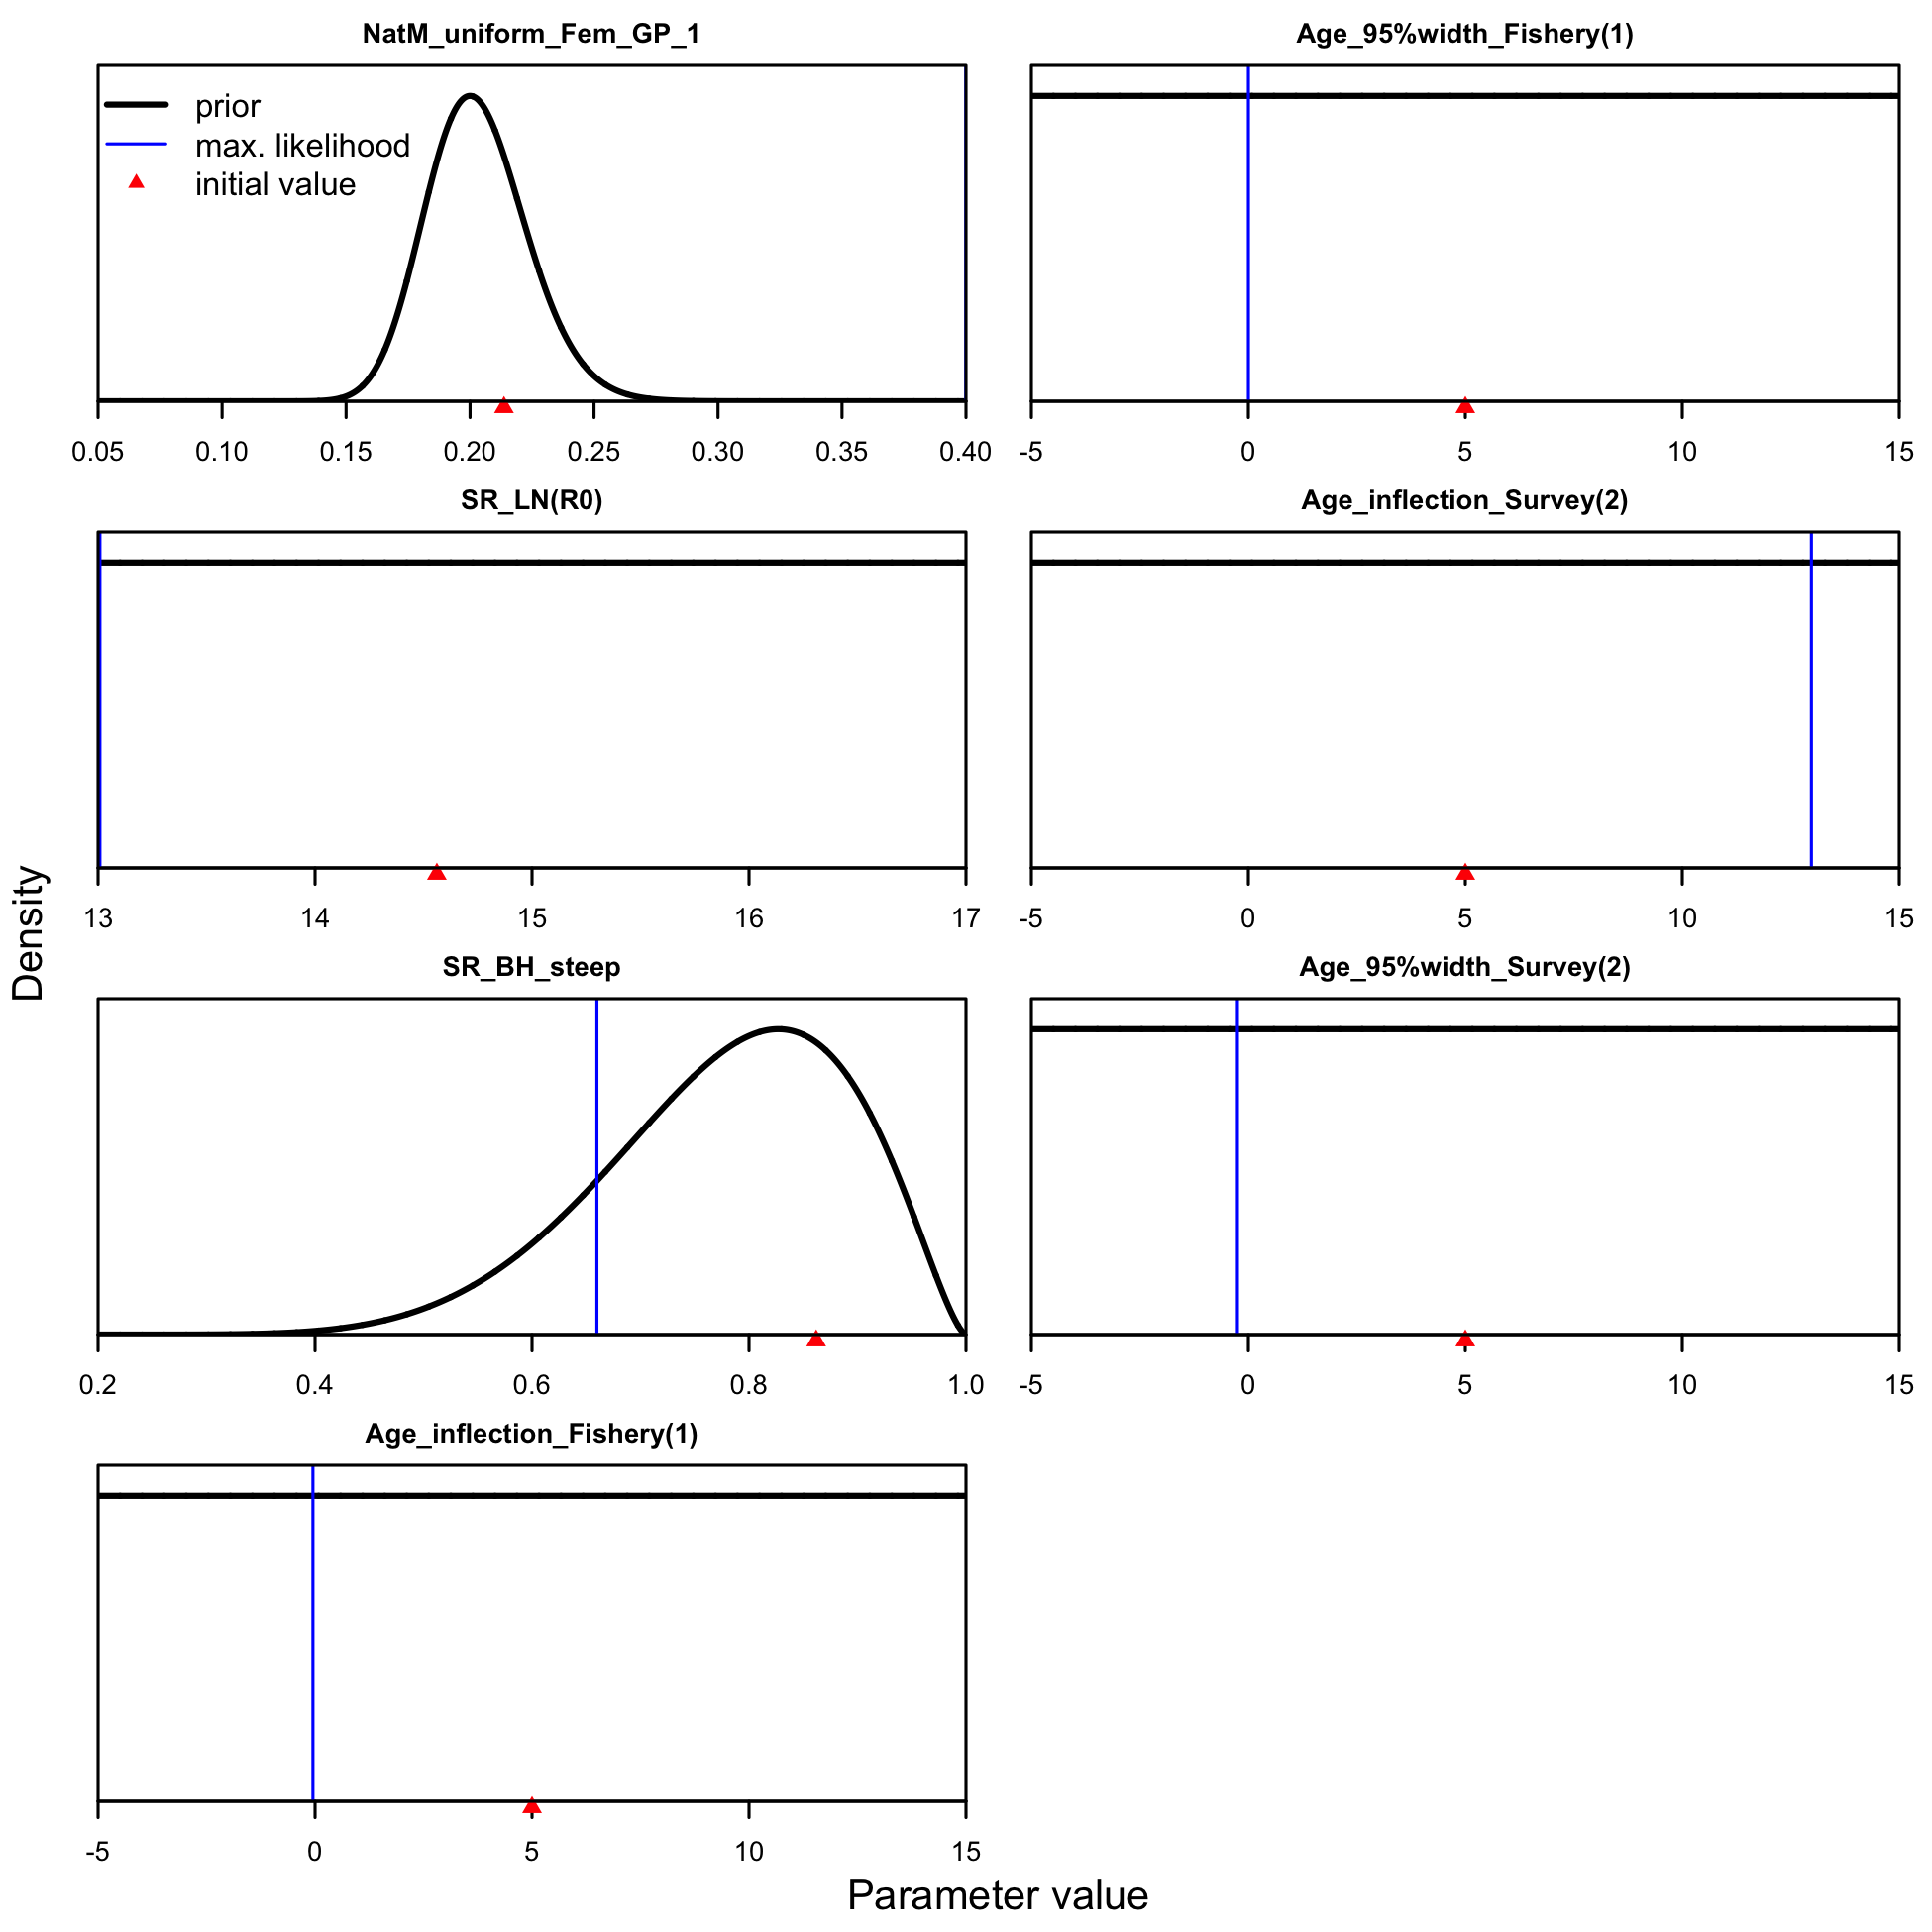 NatM_uniform_Fem_GP_1
prior
max. likelihood
initial value
0.05 0.10 0.15 0.20 0.25 0.30 0.35 0.40
Age_95%width_Fishery(1)
-5 0 5 10 15
SR_LN(R0)
13 14 15 16 17
Age_inflection_Survey(2)
-5 0 5 10 15
SR_BH_steep
0.2 0.4 0.6 0.8 1.0
Age_95%width_Survey(2)
-5 0 5 10 15
Age_inflection_Fishery(1)
-5 0 5 10 15
Density
Parameter value